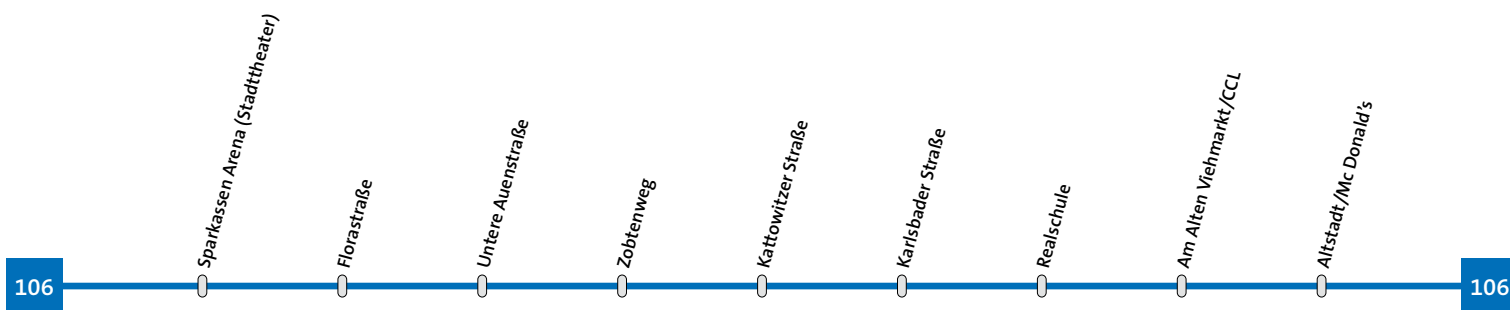 106
Sparkassen Arena (Stadttheater)
Florastraße
Untere Auenstraße
Zobtenweg
Kattowitzer Straße
Karlsbader Straße
Realschule
Am Alten Viehmarkt/CCL
Altstadt/Mc Donald's
106